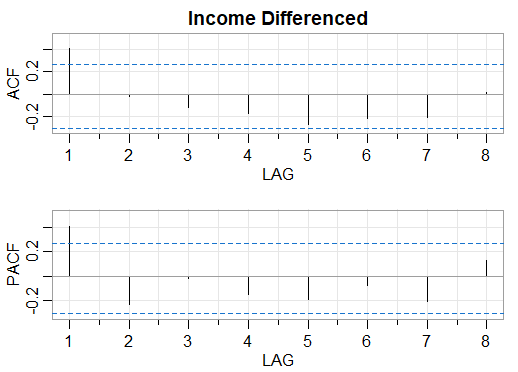 Income Differenced
ACF
0.2
-0.2
1 2 3 4 5 6 7 8
LAG
PACF
0.2
-0.2
1 2 3 4 5 6 7 8
LAG